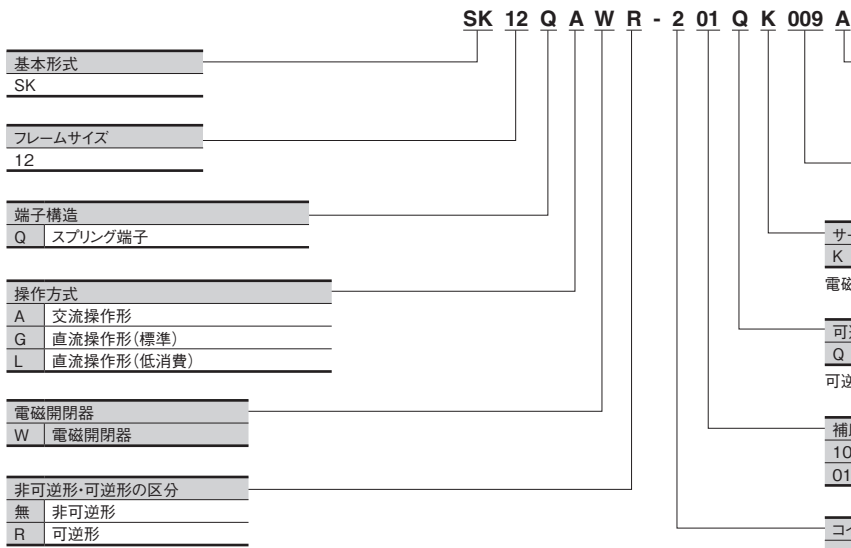 SK 12 Q A W R - 2 01 Q K 009 A
基本形式
SK
フレームサイズ
12
端子構造
Q スプリング端子
操作方式
A 交流操作形
G 直流操作形(標準)
L 直流操作形(低消費)
電磁開閉器
W 電磁開閉器
非可逆形・可逆形の区分
無 非可逆形
R 可逆形
サ
K
電磁
可
Q
可逆
補
10
01
コ